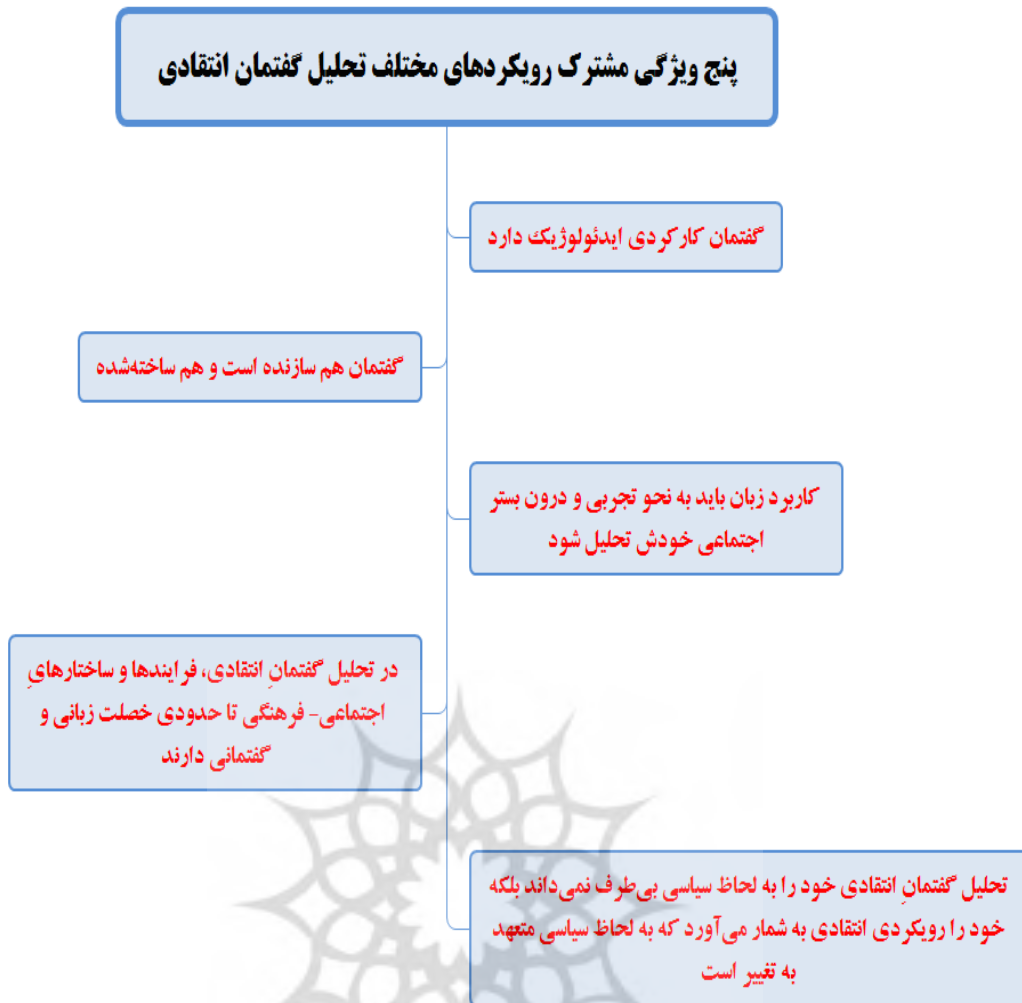 پنج ویژگی مشترک رویکردهای مختلف تحلیل گفتمان انتقادی
گفتمان کارکردی ایدئولوژیک دارد
گفتمان هم سازنده است و هم ساخته‌شده
کاربرد زبان باید به نحو تجربی و درون بستر
اجتماعی خودش تحلیل شود
در تحلیل گفتمانِ انتقادی، فرایندها و ساختارهایِ
اجتماعی- فرهنگی تا حدودی خصلت زبانی و
گفتمانی دارند
تحلیل گفتمانِ انتقادی خود را به لحاظ سیاسی بی‌طرف نمی‌داند بلکه
خود را رویکردی انتقادی به شمار می‌آورد که به لحاظ سیاسی متعهد
به تغییر است